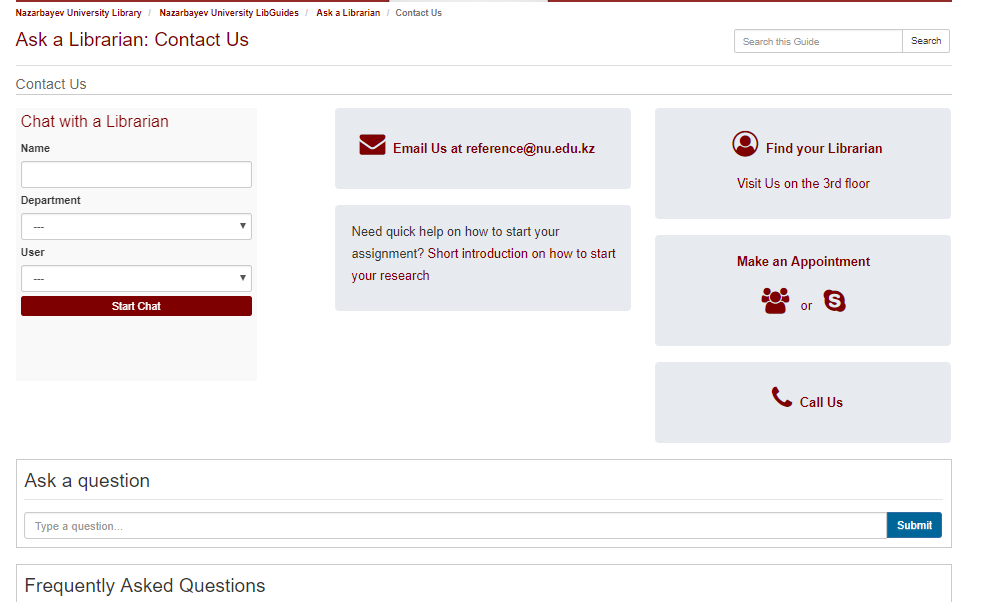 Nazarbayev University Library / Nazarbayev University LibGuides / Ask a Librarian / Contact Us
Ask a Librarian: Contact Us
Search this Guide Search
Contact Us
Chat with a Librarian
Name
Department
---
User
---
Start Chat
Email Us at reference@nu.edu.kz
Need quick help on how to start your
assignment? Short introduction on how to start
your research
Find your Librarian
Visit Us on the 3rd floor
Make an Appointment
or
Call Us
Ask a question
Type a question... Submit
Frequently Asked Questions